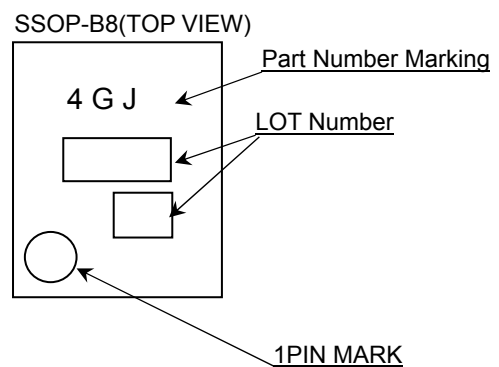 SSOP-B8(TOP VIEW)
Part Number Marking
4 G J
LOT Number
1PIN MARK